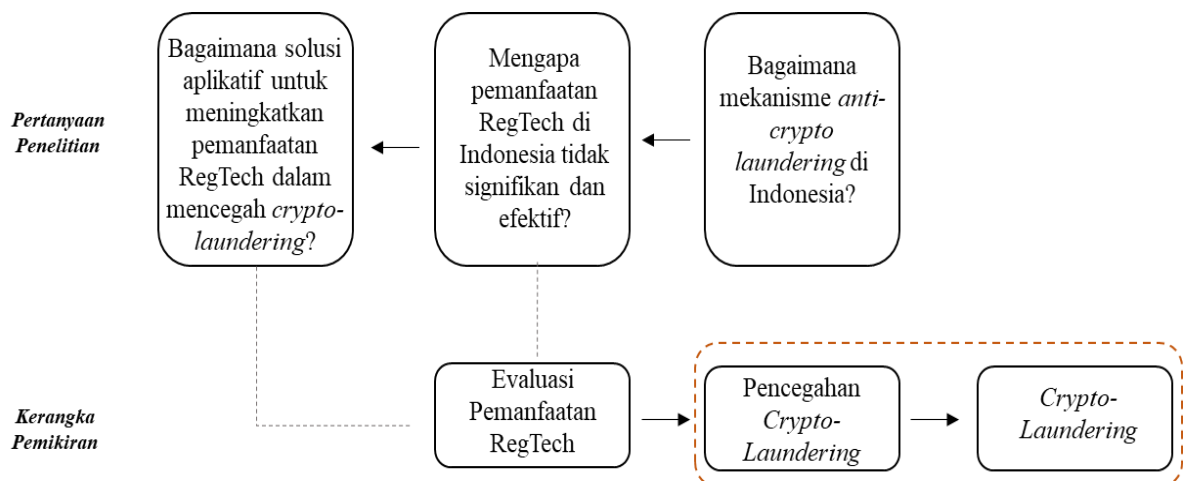 Pertanyaan
Penelitian
Bagaimana solusi
aplikatif untuk
meningkatkan
pemanfaatan
RegTech dalam
mencegah crypto-
laundering?
Mengapa
pemanfaatan
RegTech di
Indonesia tidak
signifikan dan
efektif?
Bagaimana
mekanisme anti-
crypto
laundering di
Indonesia?
Kerangka
Pemikiran
Evaluasi
Pemanfaatan
RegTech
Pencegahan
Crypto-
Laundering
Crypto-
Laundering